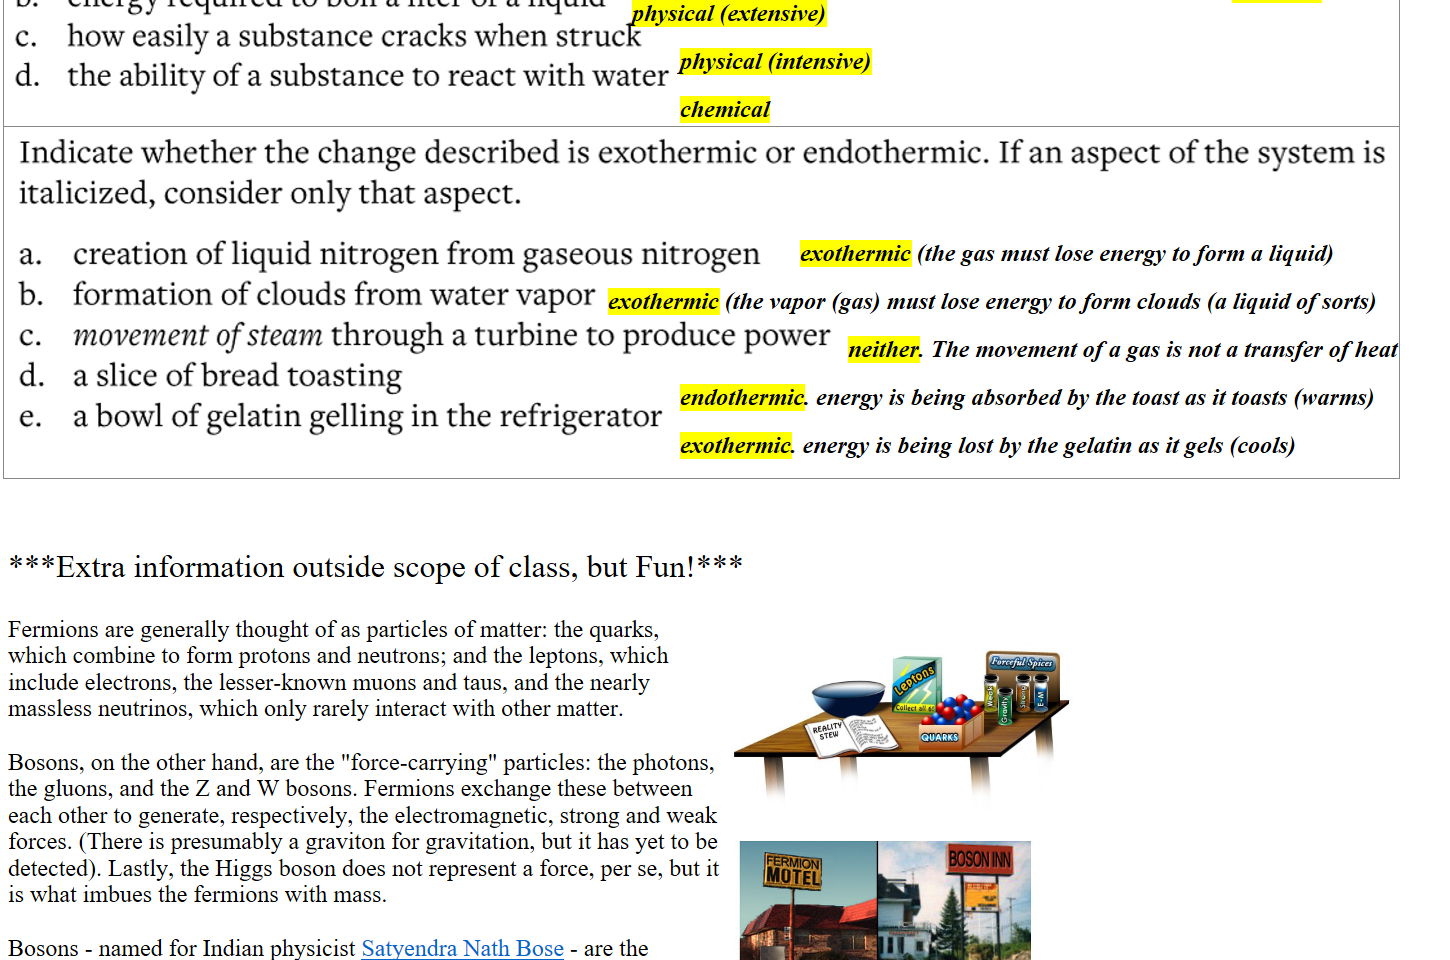 b. energy required to boil a liter of a liquid
physical (extensive)
c. how easily a substance cracks when struck
physical (intensive)
d. the ability of a substance to react with water
chemical
Indicate whether the change described is exothermic or endothermic. If an aspect of the system is
italicized, consider only that aspect.
a. creation of liquid nitrogen from gaseous nitrogen exothermic (the gas must lose energy to form a liquid)
b. formation of clouds from water vapor exothermic (the vapor (gas) must lose energy to form clouds (a liquid of sorts)
c. movement of steam through a turbine to produce power neither. The movement of a gas is not a transfer of heat
d. a slice of bread toasting endothermic. energy is being absorbed by the toast as it toasts (warms)
e. a bowl of gelatin gelling in the refrigerator exothermic. energy is being lost by the gelatin as it gels (cools)
***Extra information outside scope of class, but Fun!***
Fermions are generally thought of as particles of matter: the quarks,
which combine to form protons and neutrons; and the leptons, which
include electrons, the lesser-known muons and taus, and the nearly
massless neutrinos, which only rarely interact with other matter.
Bosons, on the other hand, are the "force-carrying" particles: the photons,
the gluons, and the Z and W bosons. Fermions exchange these between
each other to generate, respectively, the electromagnetic, strong and weak
forces. (There is presumably a graviton for gravitation, but it has yet to be
detected). Lastly, the Higgs boson does not represent a force, per se, but it
is what imbues the fermions with mass.
Bosons - named for Indian physicist Satyendra Nath Bose - are the
Forceful Spices
Leptons
Collect all
Weak
Gravity
Strong
E-M
REALITY
STEW
QUARKS
FERMION
MOTEL
BOSON INN